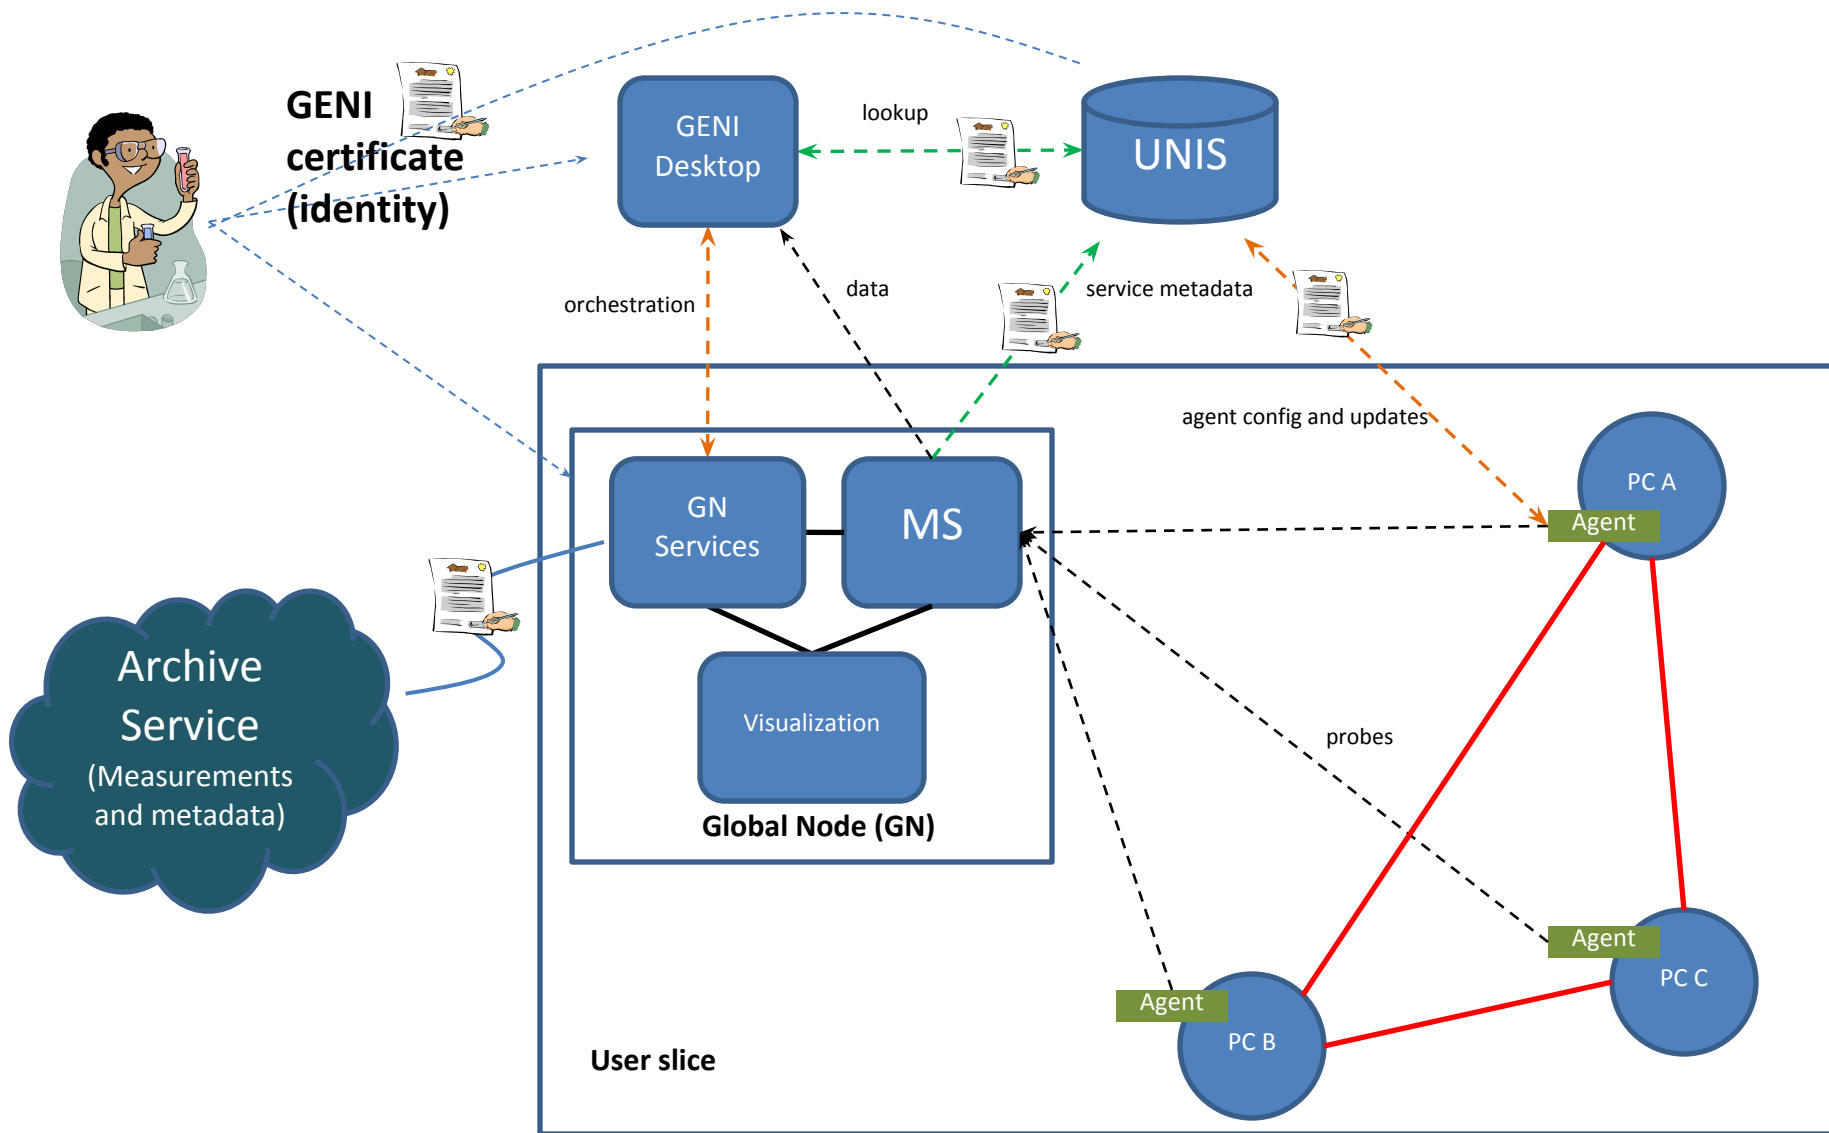 GENI
certificate
(identity)
GENI
Desktop
lookup
UNIS
orchestration
data
service metadata
agent config and updates
PC A
Agent
GN
Services
MS
Visualization
Global Node (GN)
Archive
Service
(Measurements
and metadata)
probes
Agent
PC C
Agent
PC B
User slice